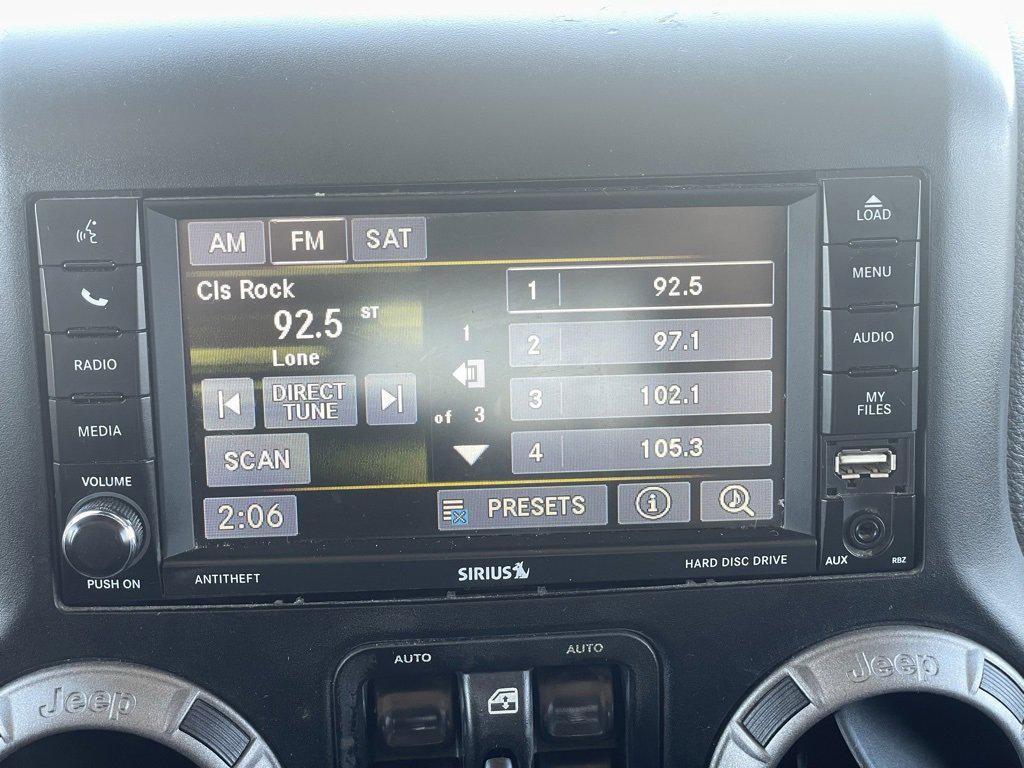 AM FM SAT
Cls Rock
92.5 ST
Lone
DIRECT
TUNE
SCAN
2:06
1
of 3
1 92.5
2 97.1
3 102.1
4 105.3
PRESETS
RADIO
MEDIA
VOLUME
PUSH ON
LOAD
MENU
AUDIO
MY
FILES
AUX
RBZ
ANTITHEFT
SIRIUS
HARD DISC DRIVE
AUTO
AUTO
Jeep
Jeep